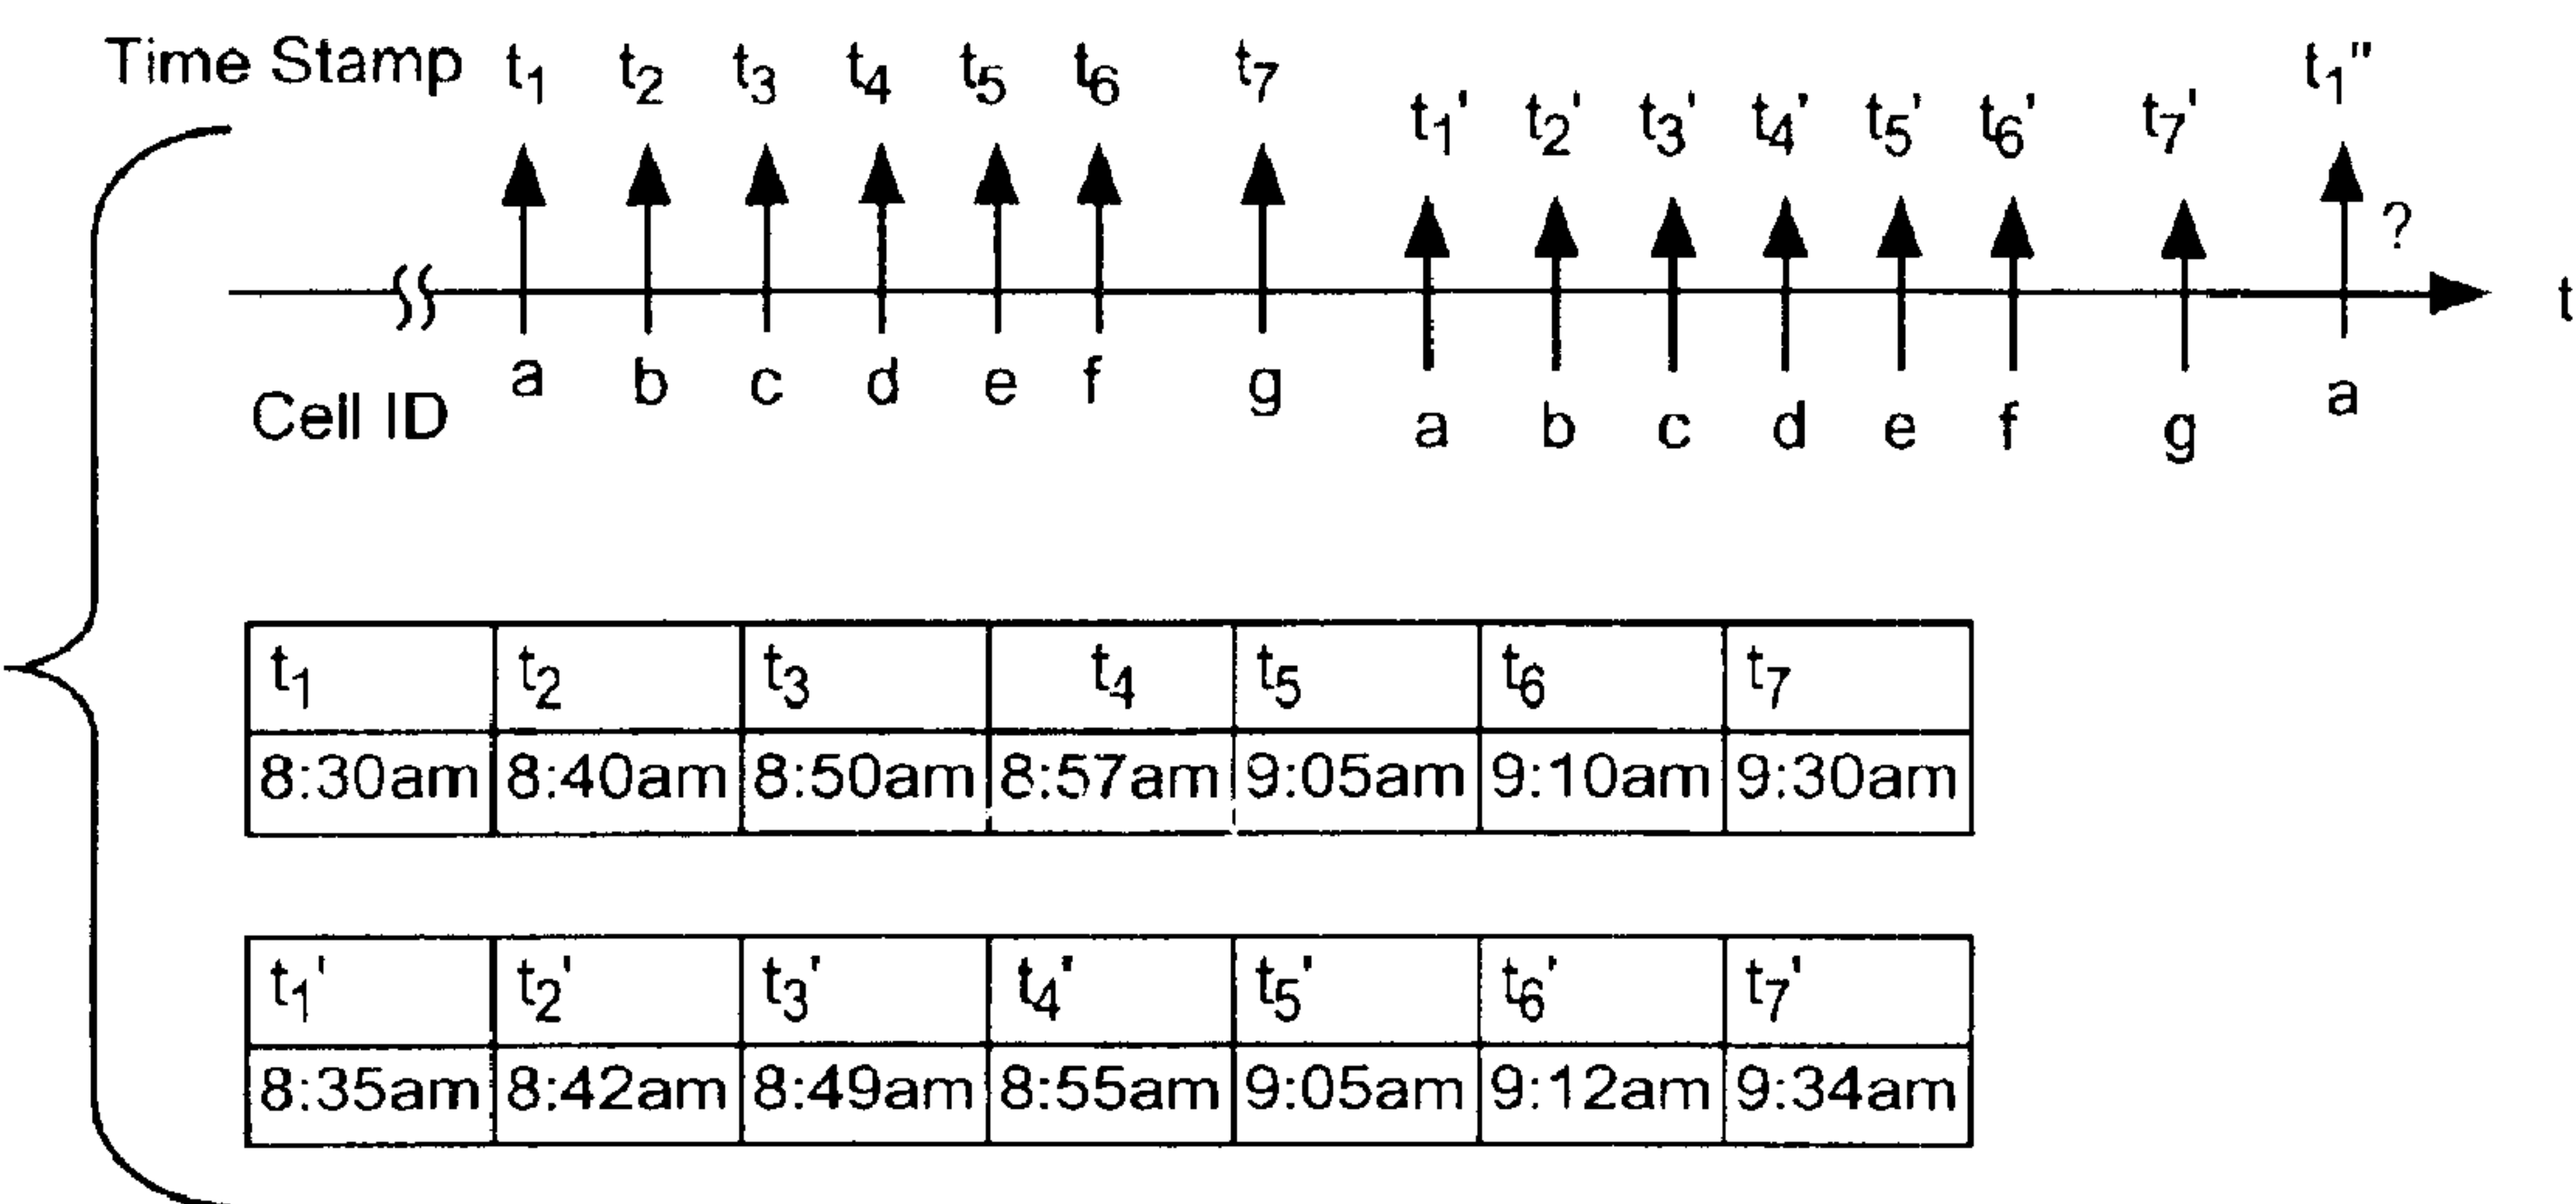 Time Stamp t₁ t₂ t₃ t₄ t₅ t₆ t₇ t₁' t₂' t₃' t₄' t₅' t₆' t₇' t₁"
? t
Cell ID a b c d e f g a b c d e f g a
t₁ t₂ t₃ t₄ t₅ t₆ t₇
8:30am 8:40am 8:50am 8:57am 9:05am 9:10am 9:30am
t₁' t₂' t₃' t₄' t₅' t₆' t₇'
8:35am 8:42am 8:49am 8:55am 9:05am 9:12am 9:34am